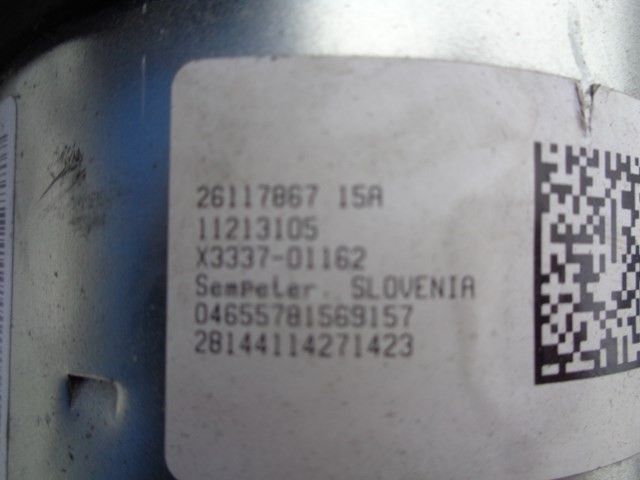 26117867 15A
11213105
X3337-01162
Sempeter, SLOVENIA
04655781569157
28144114271423